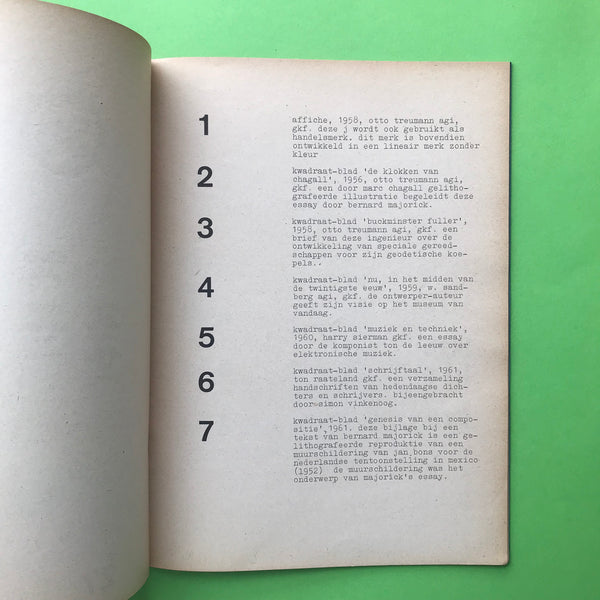 1
affiche, 1958, otto treumann agi,
gkf. deze j wordt ook gebruikt als
handelsmerk. dit merk is bovendien
ontwikkeld in een lineair merk zonder
kleur
2
kwadraat-blad 'de klokken van
chagall', 1956, otto treumann agi,
gkf. een door marc chagall gelitho-
grafeerde illustratie begeleidt deze
essay door bernard majorick.
3
kwadraat-blad 'buckminster fuller',
1958, otto treumann agi, gkf. een
brief van deze ingenieur over de
ontwikkeling van speciale gereed-
schappen voor zijn geodetische koe-
pels..
4
kwadraat-blad 'nu, in het midden van
de twintigste eeuw', 1959, w. sand-
berg agi, gkf. de ontwerper-auteur
geeft zijn visie op het museum van
vandaag.
5
kwadraat-blad 'muziek en techniek',
1960, harry sierman gkf. een essay
door de komponist ton de leeuw over
elektronische muziek.
6
kwadraat-blad 'schrijftaal', 1961,
ton raateland gkf. een verzameling
handschriften van hedendaagse dich-
ters en schrijvers. bijeengebracht
door simon vinkenoog.
7
kwadraat-blad 'genesis van een compo-
sitie',1961. deze bijlage bij een
tekst van bernard majorick is een ge-
lithografeerde reproduktie van een
muurschildering van jan bons voor de
nederlandse tentoonstelling in mexico
(1952) de muurschildering was het
onderwerp van majorick's essay.